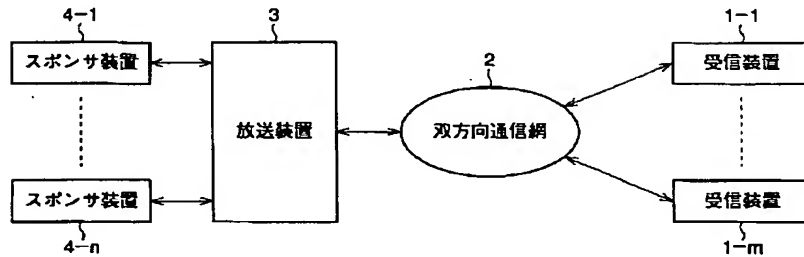 4-1
スポンサ装置
スポンサ装置
4-n
3
放送装置
2
双方向通信網
1-1
受信装置
受信装置
1-m